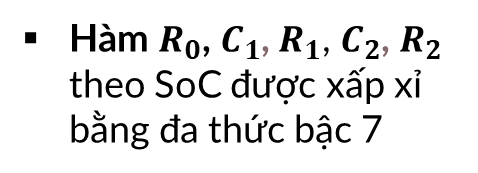 ▪ Hàm R₀, C₁, R₁, C₂, R₂
theo SoC được xấp xỉ
bằng đa thức bậc 7